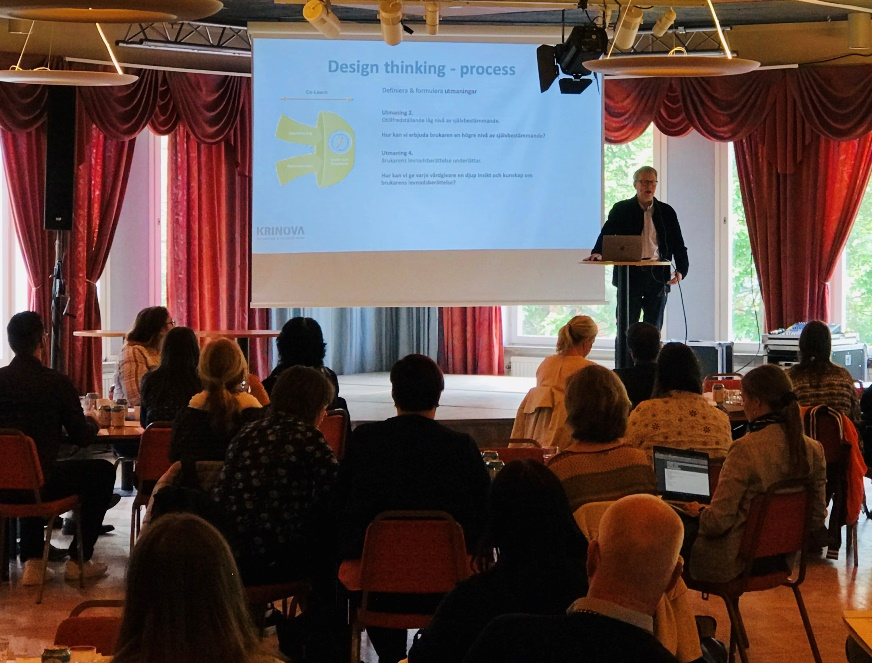 Design thinking - process
Definiera & formulera utmaningar
Utmaning 2.
Otillfredställande låg nivå av självbestämmande.
Hur kan vi erbjuda brukaren en högre nivå av självbestämmande?
Utmaning 4.
Brukarens levnadsberättelse underlättar.
Hur kan vi ge varje vårdgivare en djup insikt och kunskap om
brukarens levnadsberättelse?
KRINOVA